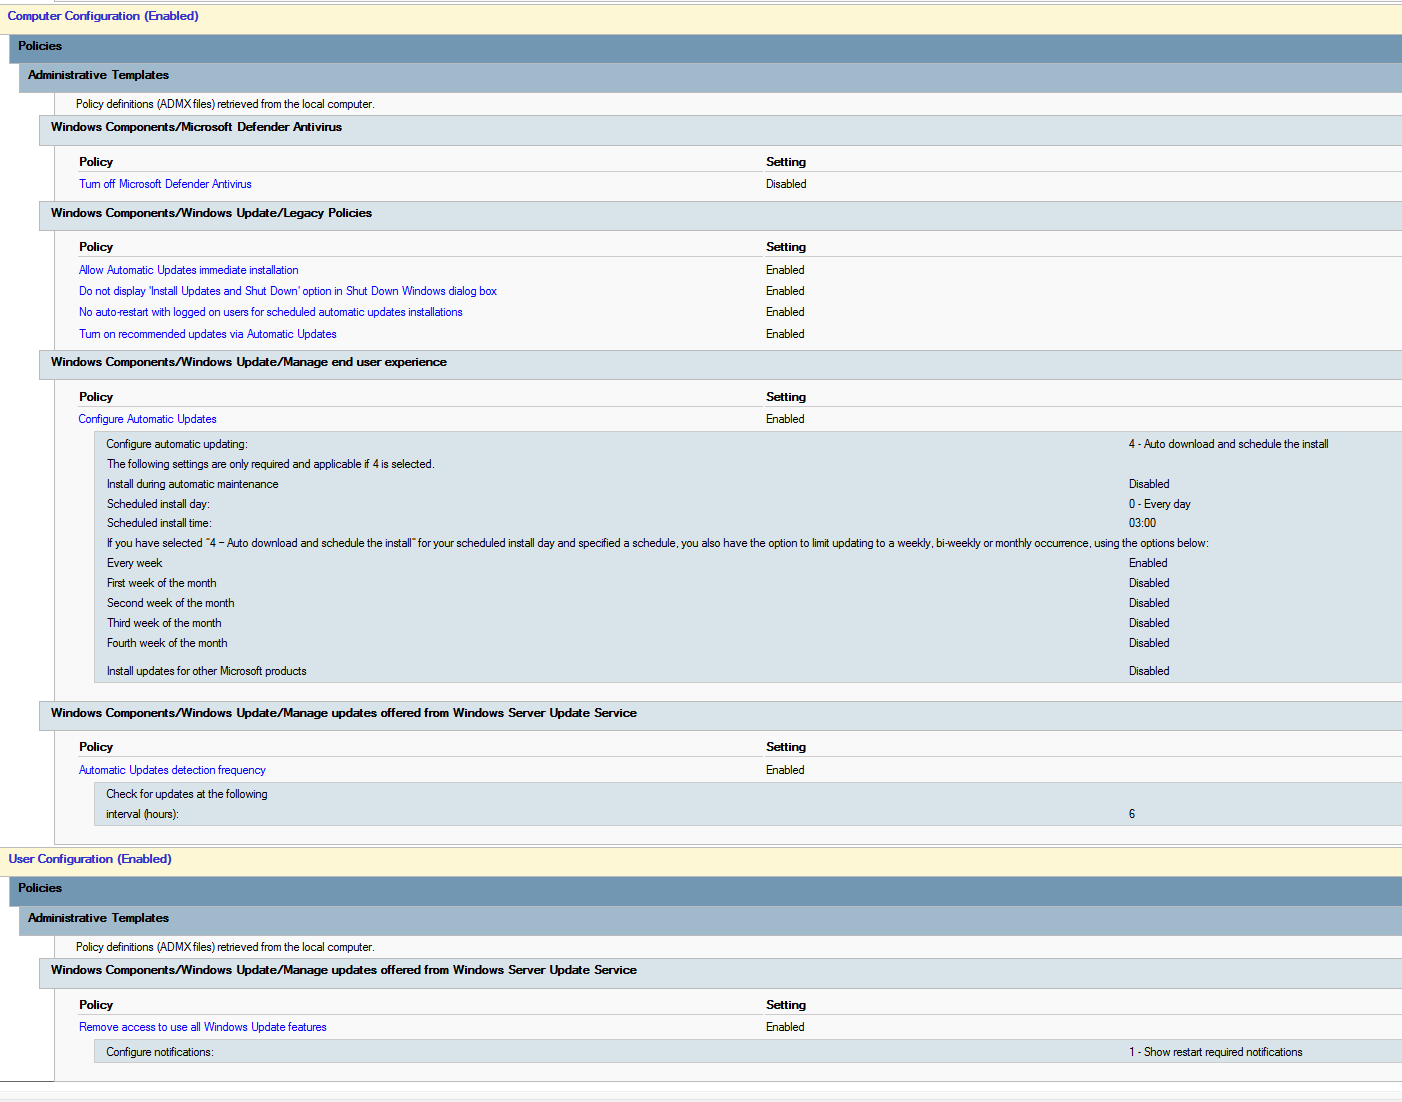 Computer Configuration (Enabled)
Policies
Administrative Templates
Policy definitions (ADMX files) retrieved from the local computer.
Windows Components/Microsoft Defender Antivirus
Policy Setting
Turn off Microsoft Defender Antivirus Disabled
Windows Components/Windows Update/Legacy Policies
Policy Setting
Allow Automatic Updates immediate installation Enabled
Do not display 'Install Updates and Shut Down' option in Shut Down Windows dialog box Enabled
No auto-restart with logged on users for scheduled automatic updates installations Enabled
Turn on recommended updates via Automatic Updates Enabled
Windows Components/Windows Update/Manage end user experience
Policy Setting
Configure Automatic Updates Enabled
Configure automatic updating: 4 - Auto download and schedule the install
The following settings are only required and applicable if 4 is selected.
Install during automatic maintenance Disabled
Scheduled install day: 0 - Every day
Scheduled install time: 03:00
If you have selected "4 – Auto download and schedule the install" for your scheduled install day and specified a schedule, you also have the option to limit updating to a weekly, bi-weekly or monthly occurrence, using the options below:
Every week Enabled
First week of the month Disabled
Second week of the month Disabled
Third week of the month Disabled
Fourth week of the month Disabled
Install updates for other Microsoft products Disabled
Windows Components/Windows Update/Manage updates offered from Windows Server Update Service
Policy Setting
Automatic Updates detection frequency Enabled
Check for updates at the following
interval (hours): 6
User Configuration (Enabled)
Policies
Administrative Templates
Policy definitions (ADMX files) retrieved from the local computer.
Windows Components/Windows Update/Manage updates offered from Windows Server Update Service
Policy Setting
Remove access to use all Windows Update features Enabled
Configure notifications: 1 - Show restart required notifications